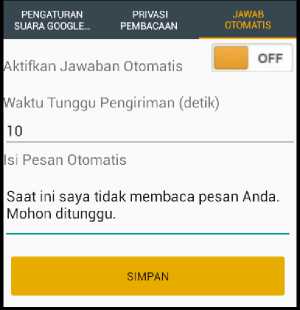 PENGATURAN
SUARA GOOGLE...
PRIVASI
PEMBACAAN
JAWAB
OTOMATIS
Aktifkan Jawaban Otomatis
OFF
Waktu Tunggu Pengiriman (detik)
10
Isi Pesan Otomatis
Saat ini saya tidak membaca pesan Anda.
Mohon ditunggu.
SIMPAN